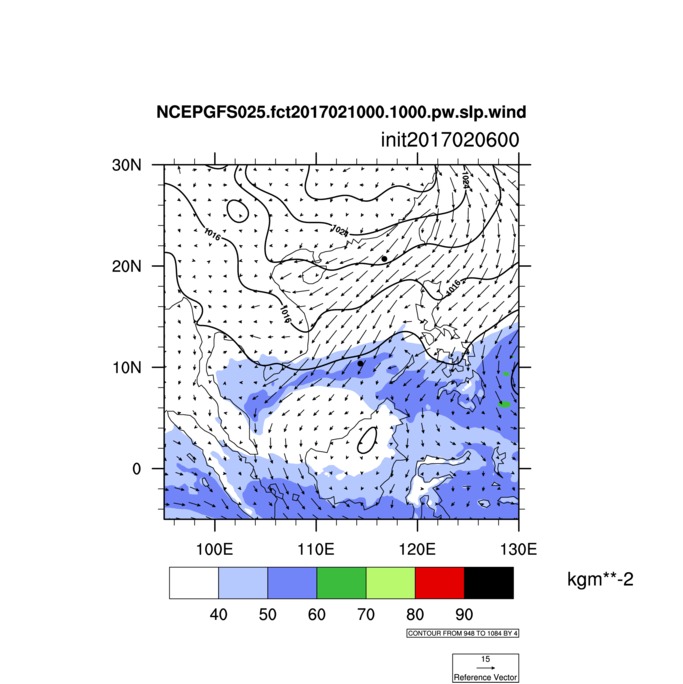 NCEPGFS025.fct2017021000.1000.pw.slp.wind
init2017020600
30N
1024
1016
1024
20N
1016
1016
10N
0
100E 110E 120E 130E
kgm**-2
40 50 60 70 80 90
CONTOUR FROM 948 TO 1084 BY 4
15
Reference Vector